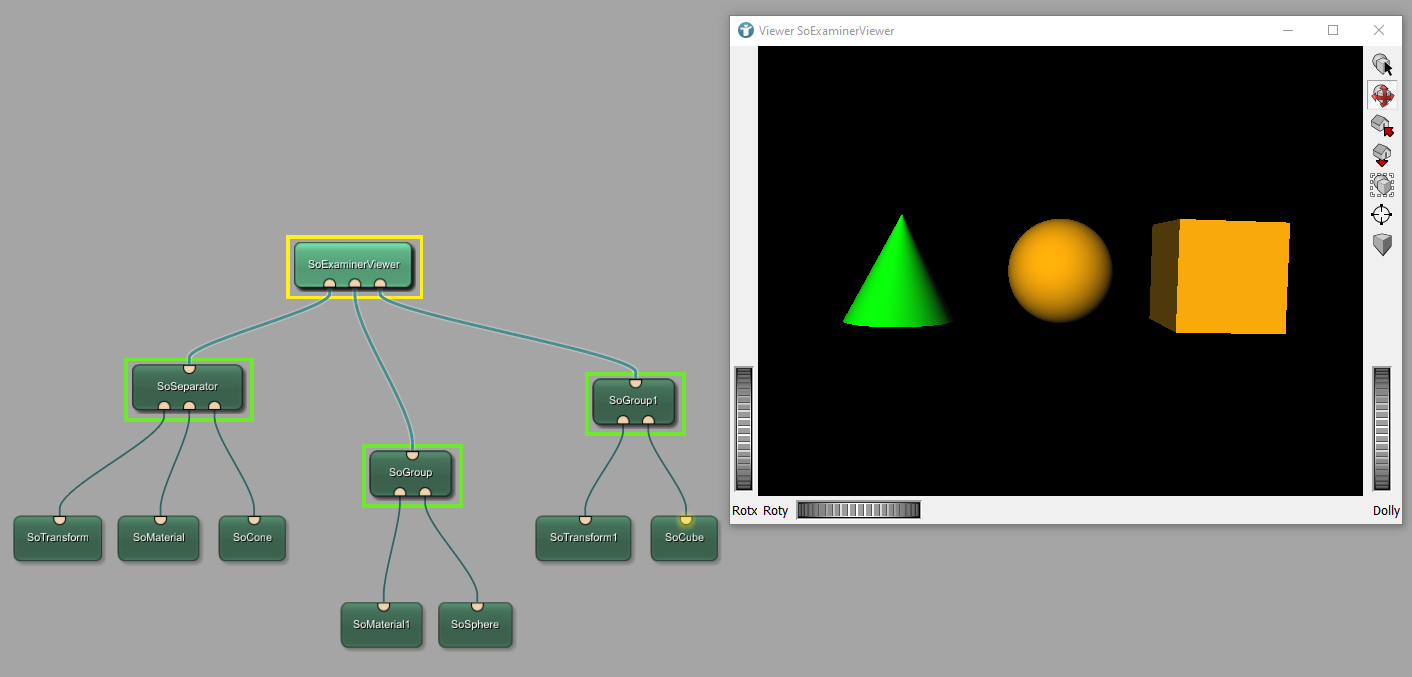 Viewer SoExaminerViewer
SoExaminerViewer
SoSeparator
SoGroup1
SoGroup
Rotx Roty
Dolly
SoTransform
SoMaterial
SoCone
SoTransform1
SoCube
SoMaterial1
SoSphere